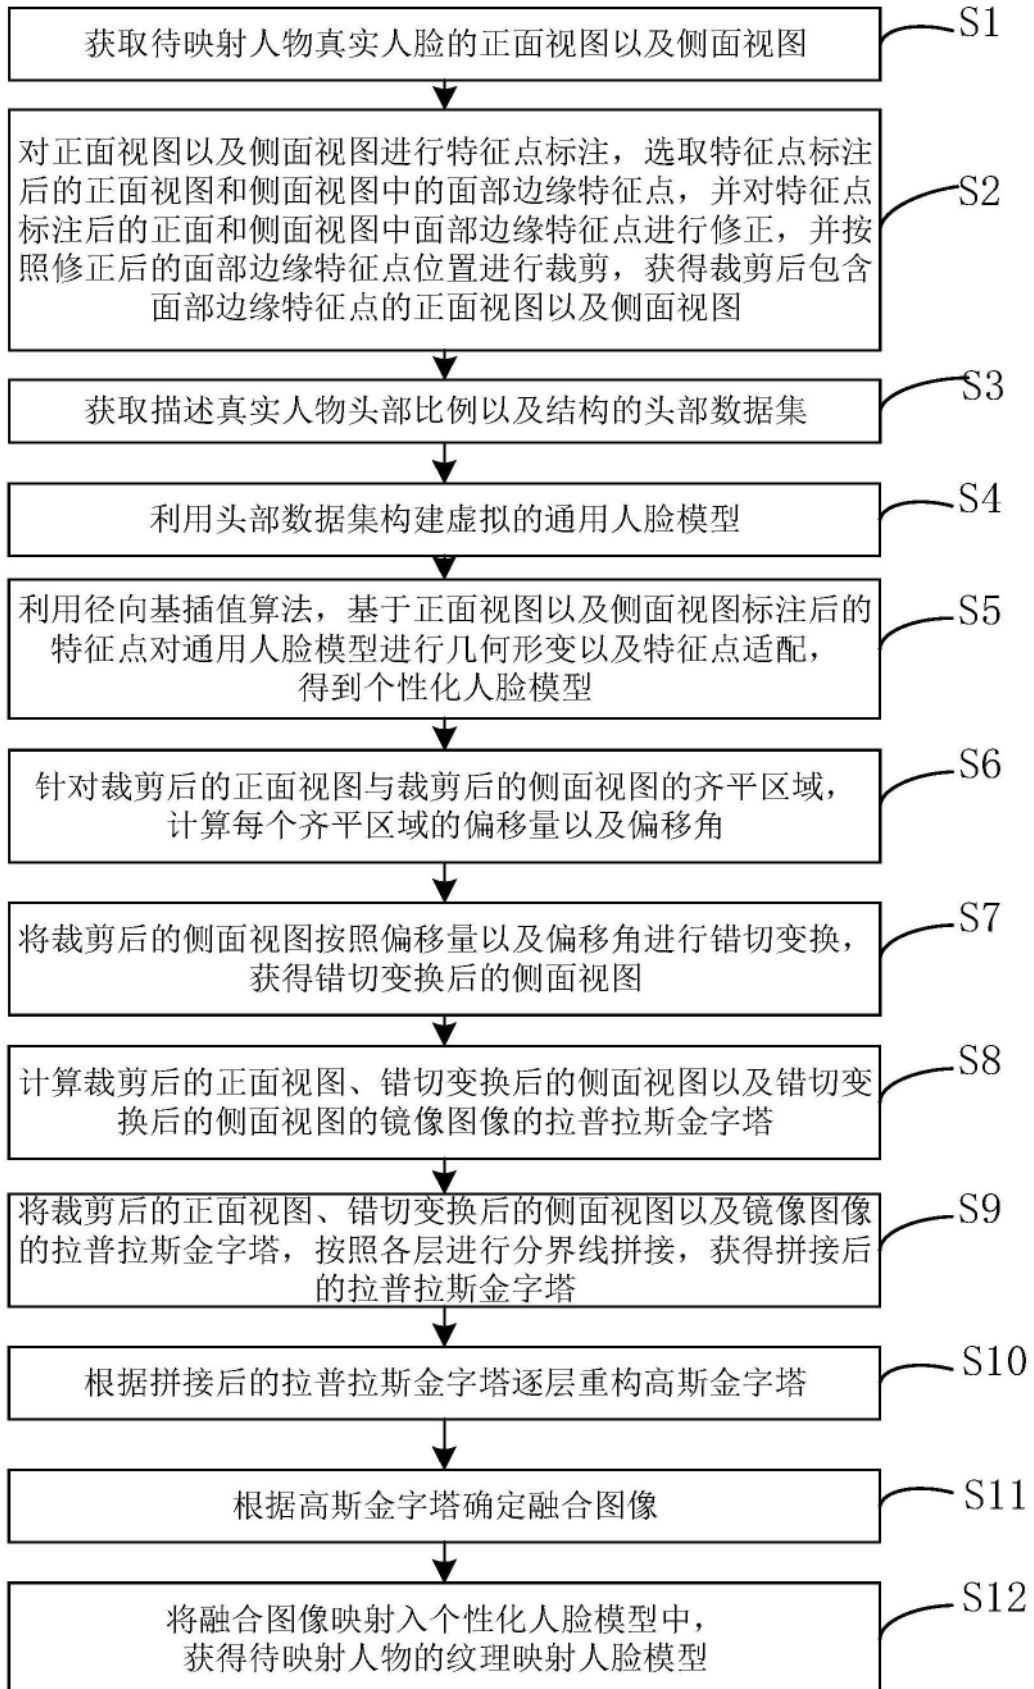 获取待映射人物真实人脸的正面视图以及侧面视图
S1
对正面视图以及侧面视图进行特征点标注，选取特征点标注
后的正面视图和侧面视图中的面部边缘特征点，并对特征点
标注后的正面和侧面视图中面部边缘特征点进行修正，并按
照修正后的面部边缘特征点位置进行裁剪，获得裁剪后包含
面部边缘特征点的正面视图以及侧面视图
S2
获取描述真实人物头部比例以及结构的头部数据集
S3
利用头部数据集构建虚拟的通用人脸模型
S4
利用径向基插值算法，基于正面视图以及侧面视图标注后的
特征点对通用人脸模型进行几何形变以及特征点适配，
得到个性化人脸模型
S5
针对裁剪后的正面视图与裁剪后的侧面视图的齐平区域，
计算每个齐平区域的偏移量以及偏移角
S6
将裁剪后的侧面视图按照偏移量以及偏移角进行错切变换，
获得错切变换后的侧面视图
S7
计算裁剪后的正面视图、错切变换后的侧面视图以及错切变
换后的侧面视图的镜像图像的拉普拉斯金字塔
S8
将裁剪后的正面视图、错切变换后的侧面视图以及镜像图像
的拉普拉斯金字塔，按照各层进行分界线拼接，获得拼接后
的拉普拉斯金字塔
S9
根据拼接后的拉普拉斯金字塔逐层重构高斯金字塔
S10
根据高斯金字塔确定融合图像
S11
将融合图像映射入个性化人脸模型中，
获得待映射人物的纹理映射人脸模型
S12